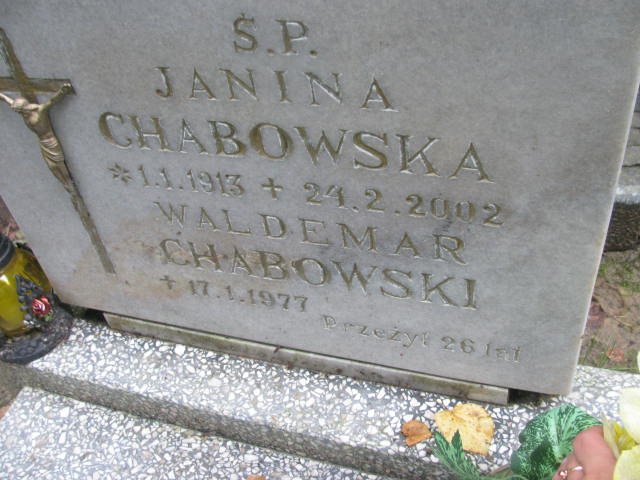 Ś.P.
JANINA
CHABOWSKA
*1.1.1913 + 24.2.2002
WALDEMAR
CHABOWSKI
+ 17.1.1977
Przeżył 26 lat